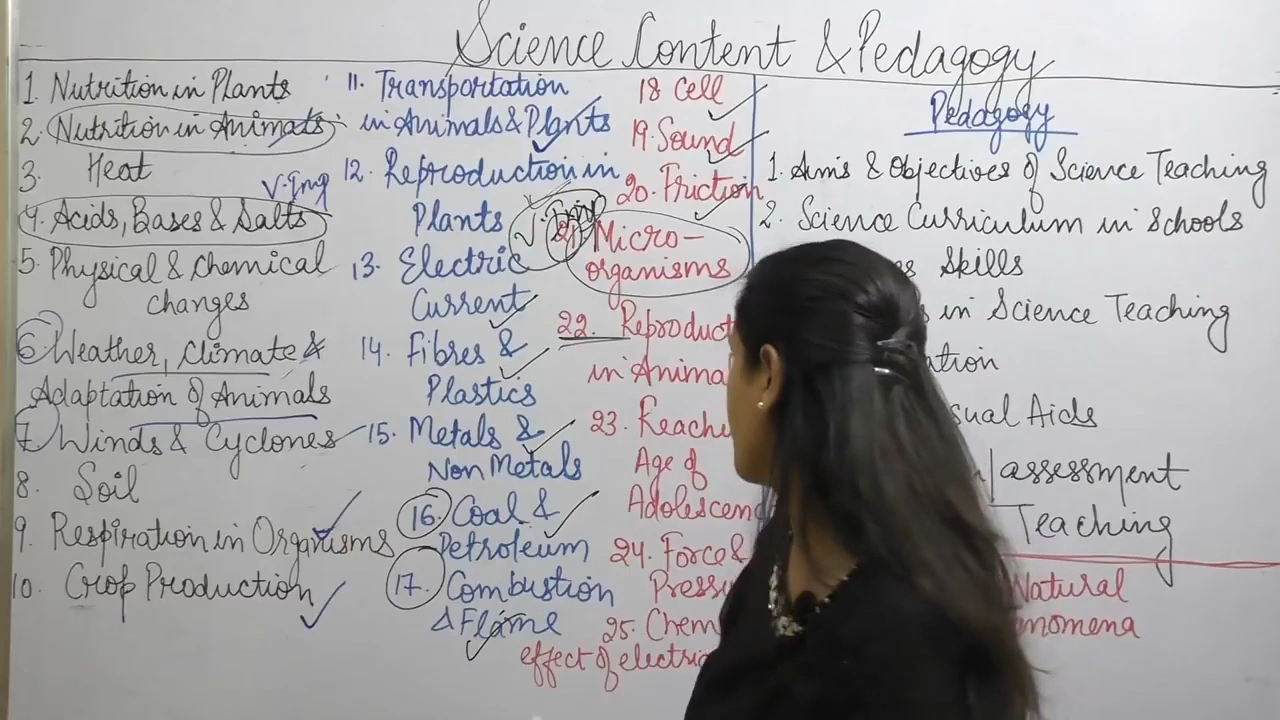 Science Content & Pedagogy
1. Nutrition in Plants
2. Nutrition in Animals
3. Heat
V. Imp
4. Acids, Bases & Salts
5. Physical & Chemical
changes
6 Weather, Climate &
Adaptation of Animals
7 Winds & Cyclones
8. Soil
9. Respiration in Organisms
10. Crop Production
11. Transportation
in Animals & Plants
12. Reproduction in
Plants
13. Electric
Current
14. Fibres &
Plastics
15. Metals &
Non Metals
16. Coal &
Petroleum
17. Combustion
& Flame
18 Cell
19. Sound
20. Friction
V. Imp
21 Micro-
organisms
22. Reproduct
in Anima
23. Reachi
Age of
Adolescen
24. Force &
Pressu
25. Chem
effect of electri
Pedagogy
1. Aims & Objectives of Science Teaching
2. Science Curriculum in Schools
Skills
in Science Teaching
ation
sual Aids
/assessment
Teaching
Natural
enomena